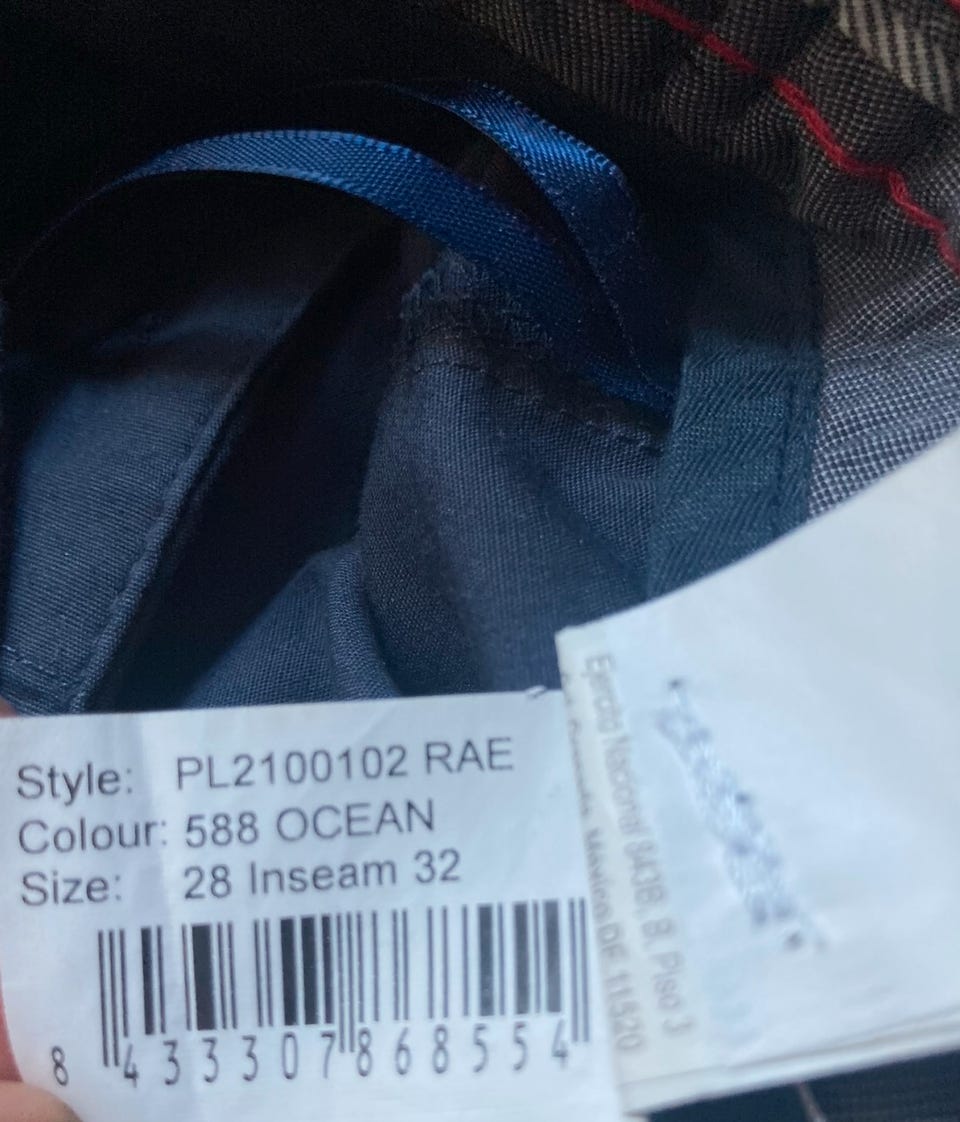 Style: PL2100102 RAE
Colour: 588 OCEAN
Size: 28 Inseam 32
8 433307 868554
Ejercito Nacional 843B, B. Piso 3
México DF 11520